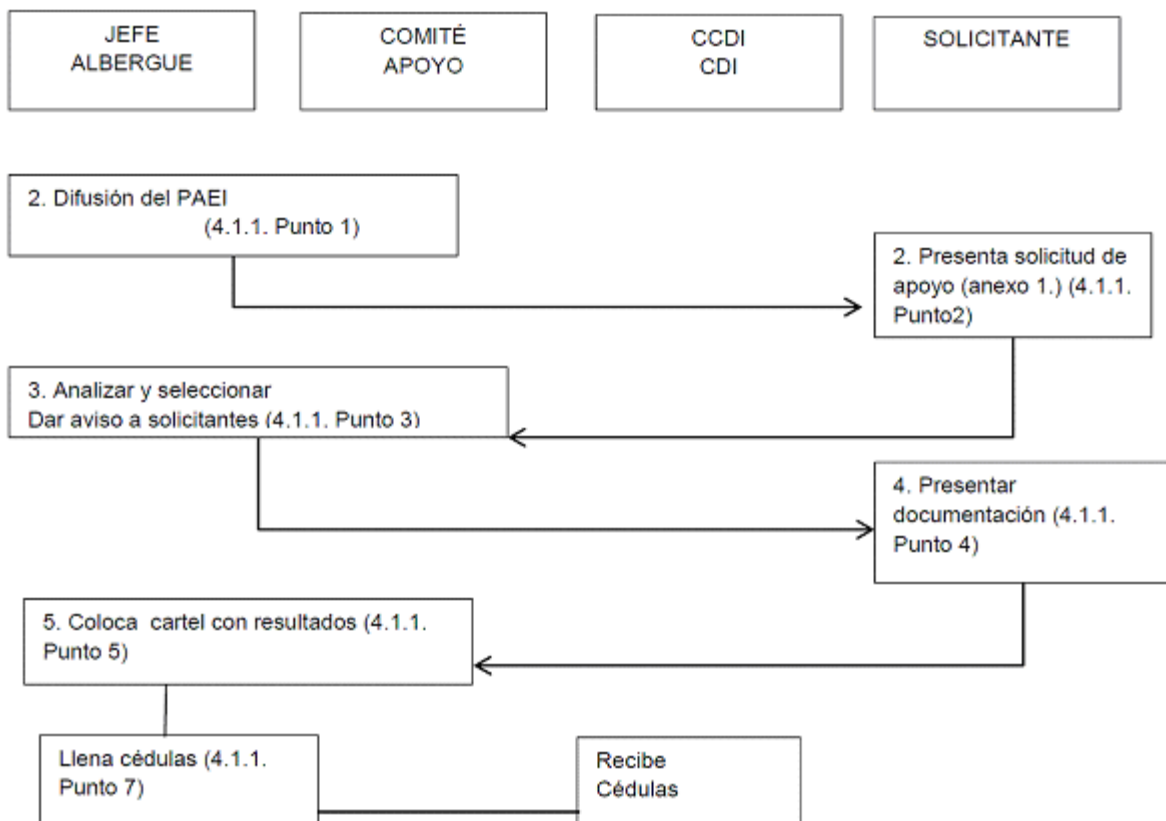 JEFE
ALBERGUE
COMITÉ
APOYO
CCDI
CDI
SOLICITANTE
2. Difusión del PAEI
(4.1.1. Punto 1)
2. Presenta solicitud de
apoyo (anexo 1.) (4.1.1.
Punto2)
3. Analizar y seleccionar
Dar aviso a solicitantes (4.1.1. Punto 3)
4. Presentar
documentación (4.1.1.
Punto 4)
5. Coloca cartel con resultados (4.1.1.
Punto 5)
Llena cédulas (4.1.1.
Punto 7)
Recibe
Cédulas